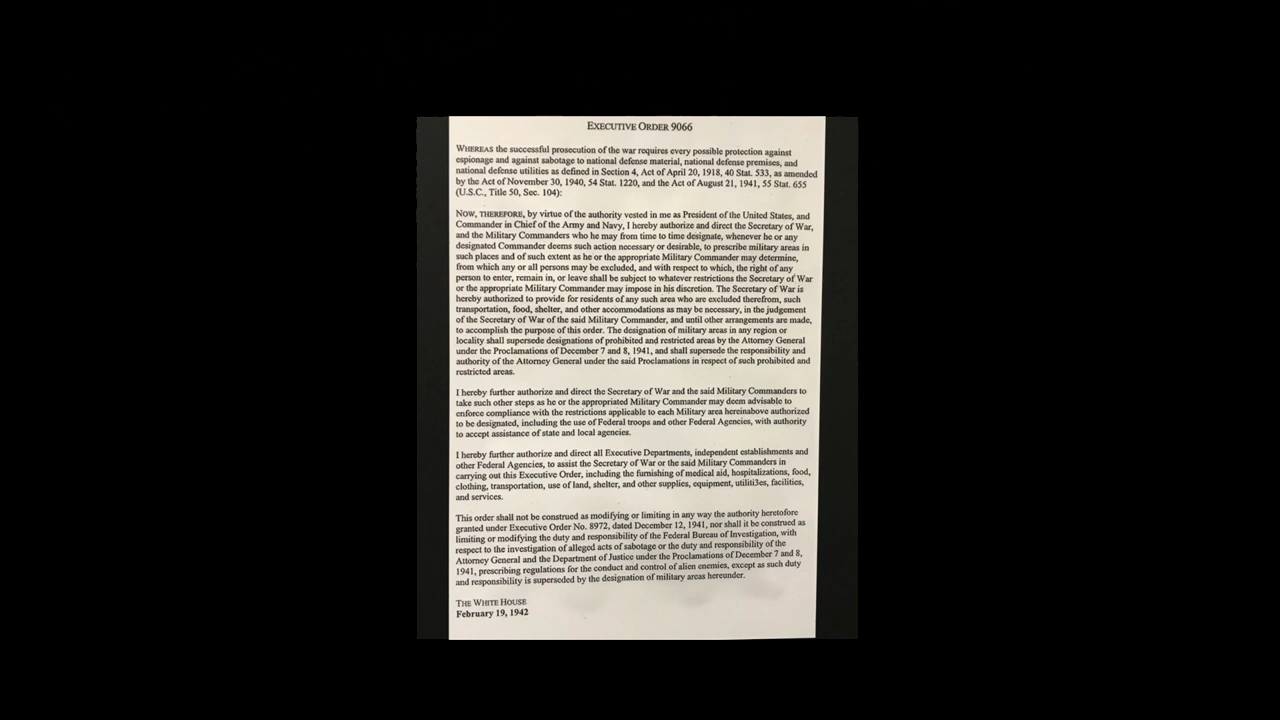 EXECUTIVE ORDER 9066
WHEREAS the successful prosecution of the war requires every possible protection against
espionage and against sabotage to national defense material, national defense premises, and
national defense utilities as defined in Section 4, Act of April 20, 1918, 40 Stat. 533, as amended
by the Act of November 30, 1940, 54 Stat. 1220, and the Act of August 21, 1941, 55 Stat. 655
(U.S.C., Title 50, Sec. 104):
NOW, THEREFORE, by virtue of the authority vested in me as President of the United States, and
Commander in Chief of the Army and Navy, I hereby authorize and direct the Secretary of War,
and the Military Commanders who he may from time to time designate, whenever he or any
designated Commander deems such action necessary or desirable, to prescribe military areas in
such places and of such extent as he or the appropriate Military Commander may determine,
from which any or all persons may be excluded, and with respect to which, the right of any
person to enter, remain in, or leave shall be subject to whatever restrictions the Secretary of War
or the appropriate Military Commander may impose in his discretion. The Secretary of War is
hereby authorized to provide for residents of any such area who are excluded therefrom, such
transportation, food, shelter, and other accommodations as may be necessary, in the judgement
of the Secretary of War of the said Military Commander, and until other arrangements are made,
to accomplish the purpose of this order. The designation of military areas in any region or
locality shall supersede designations of prohibited and restricted areas by the Attorney General
under the Proclamations of December 7 and 8, 1941, and shall supersede the responsibility and
authority of the Attorney General under the said Proclamations in respect of such prohibited and
restricted areas.
I hereby further authorize and direct the Secretary of War and the said Military Commanders to
take such other steps as he or the appropriated Military Commander may deem advisable to
enforce compliance with the restrictions applicable to each Military area hereinabove authorized
to be designated, including the use of Federal troops and other Federal Agencies, with authority
to accept assistance of state and local agencies.
I hereby further authorize and direct all Executive Departments, independent establishments and
other Federal Agencies, to assist the Secretary of War or the said Military Commanders in
carrying out this Executive Order, including the furnishing of medical aid, hospitalizations, food,
clothing, transportation, use of land, shelter, and other supplies, equipment, utiliti3es, facilities,
and services.
This order shall not be construed as modifying or limiting in any way the authority heretofore
granted under Executive Order No. 8972, dated December 12, 1941, nor shall it be construed as
limiting or modifying the duty and responsibility of the Federal Bureau of Investigation, with
respect to the investigation of alleged acts of sabotage or the duty and responsibility of the
Attorney General and the Department of Justice under the Proclamations of December 7 and 8,
1941, prescribing regulations for the conduct and control of alien enemies, except as such duty
and responsibility is superseded by the designation of military areas hereunder.
THE WHITE HOUSE
February 19, 1942